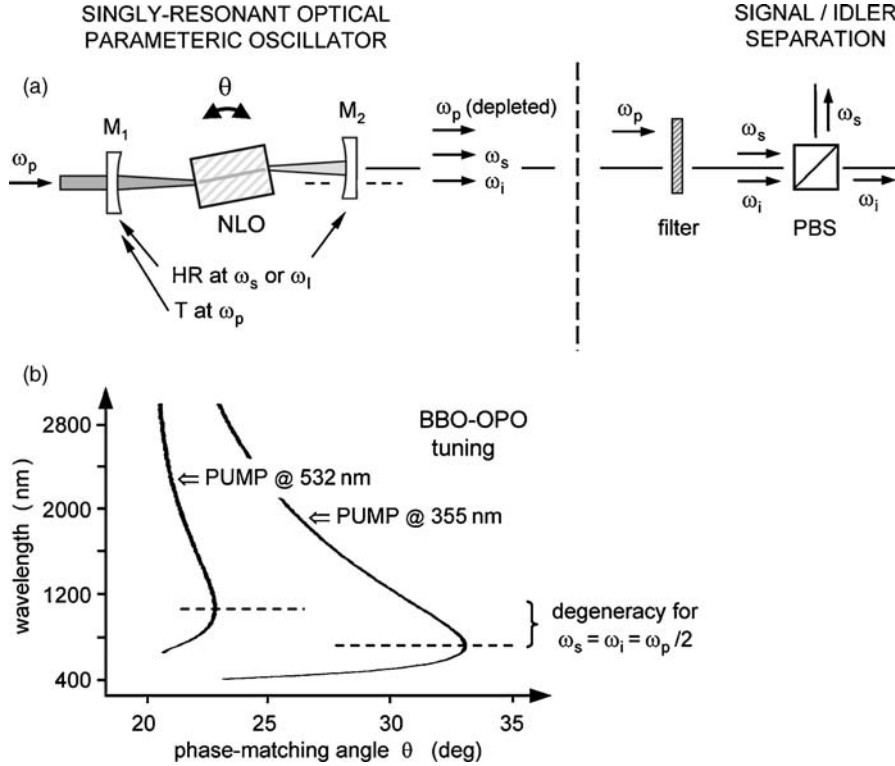 SINGLY-RESONANT OPTICAL
PARAMETERIC OSCILLATOR
SIGNAL / IDLER
SEPARATION
(a)
θ
M₁
M₂
ωₚ
NLO
ωₚ (depleted)
ωₛ
ωᵢ
HR at ωₛ or ω_I
T at ωₚ
ωₚ
filter
ωₛ
ωᵢ
PBS
ωₛ
ωᵢ
(b)
BBO-OPO
tuning
wavelength (nm)
2800
2000
1200
400
⇐ PUMP @ 532 nm
⇐ PUMP @ 355 nm
degeneracy for
ωₛ = ωᵢ = ωₚ/2
20 25 30 35
phase-matching angle θ (deg)